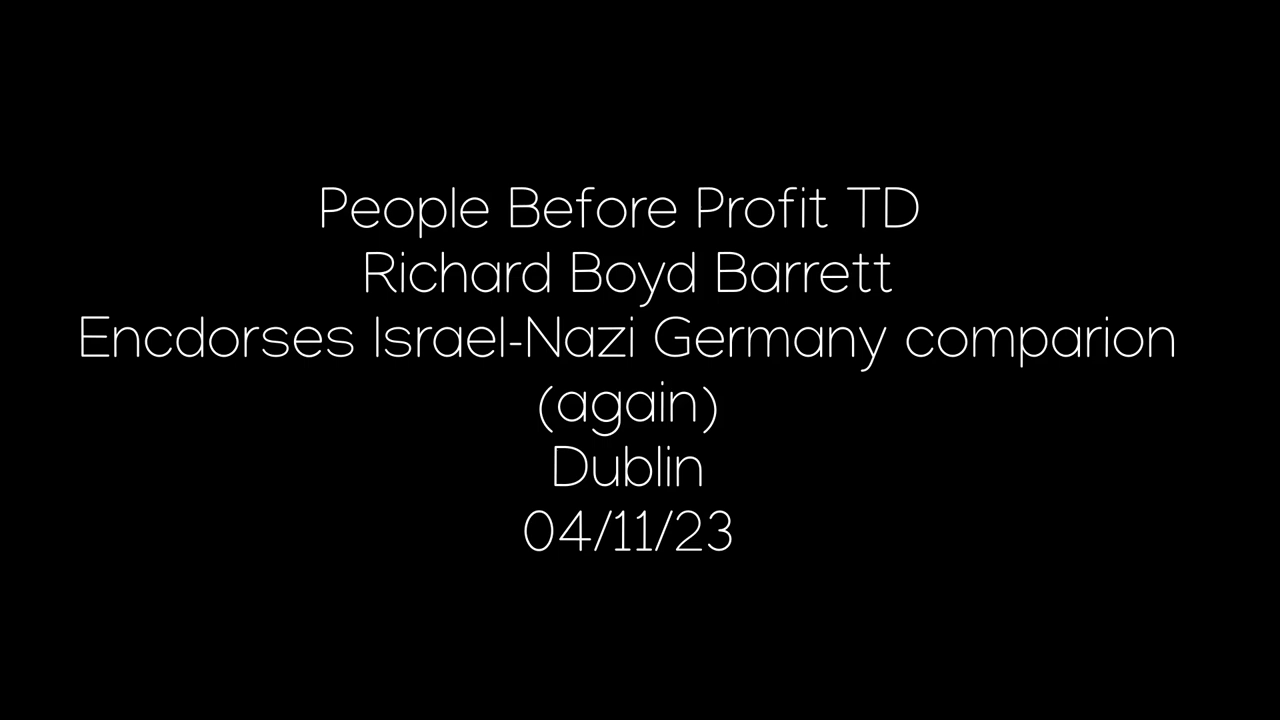 People Before Profit TD
Richard Boyd Barrett
Encdorses Israel-Nazi Germany comparion
(again)
Dublin
04/11/23